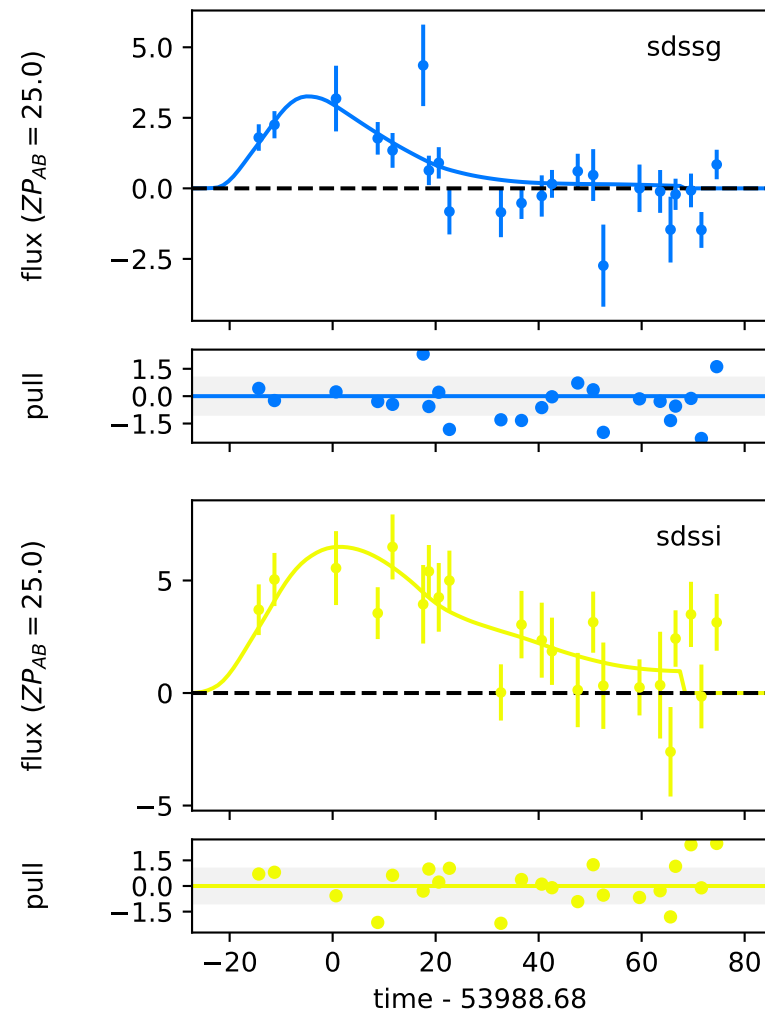 sdssg
flux (ZP_AB = 25.0)
5.0
2.5
0.0
−2.5
pull
1.5
0.0
−1.5
sdssi
flux (ZP_AB = 25.0)
5
0
−5
pull
1.5
0.0
−1.5
−20 0 20 40 60 80
time - 53988.68